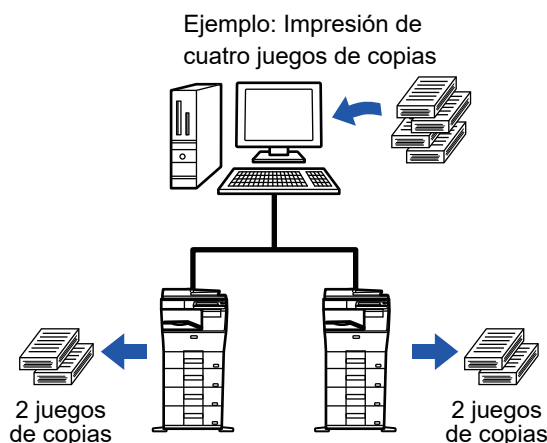 Ejemplo: Impresión de
cuatro juegos de copias
2 juegos
de copias
2 juegos
de copias